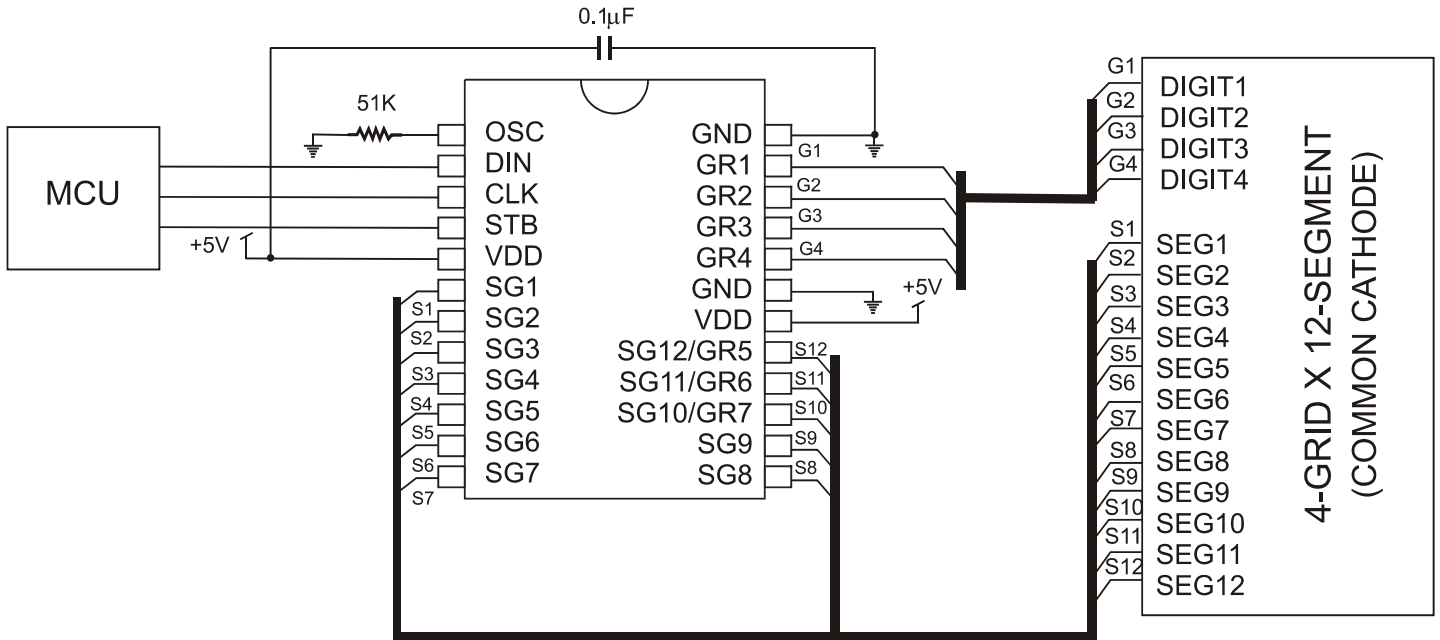 0.1µF
51K
MCU
+5V
OSC
DIN
CLK
STB
VDD
SG1
SG2
SG3
SG4
SG5
SG6
SG7
S1
S2
S3
S4
S5
S6
S7
GND
GR1
GR2
GR3
GR4
GND
VDD
SG12/GR5
SG11/GR6
SG10/GR7
SG9
SG8
G1
G2
G3
G4
+5V
S12
S11
S10
S9
S8
G1
G2
G3
G4
DIGIT1
DIGIT2
DIGIT3
DIGIT4
S1
S2
S3
S4
S5
S6
S7
S8
S9
S10
S11
S12
SEG1
SEG2
SEG3
SEG4
SEG5
SEG6
SEG7
SEG8
SEG9
SEG10
SEG11
SEG12
4-GRID X 12-SEGMENT
(COMMON CATHODE)